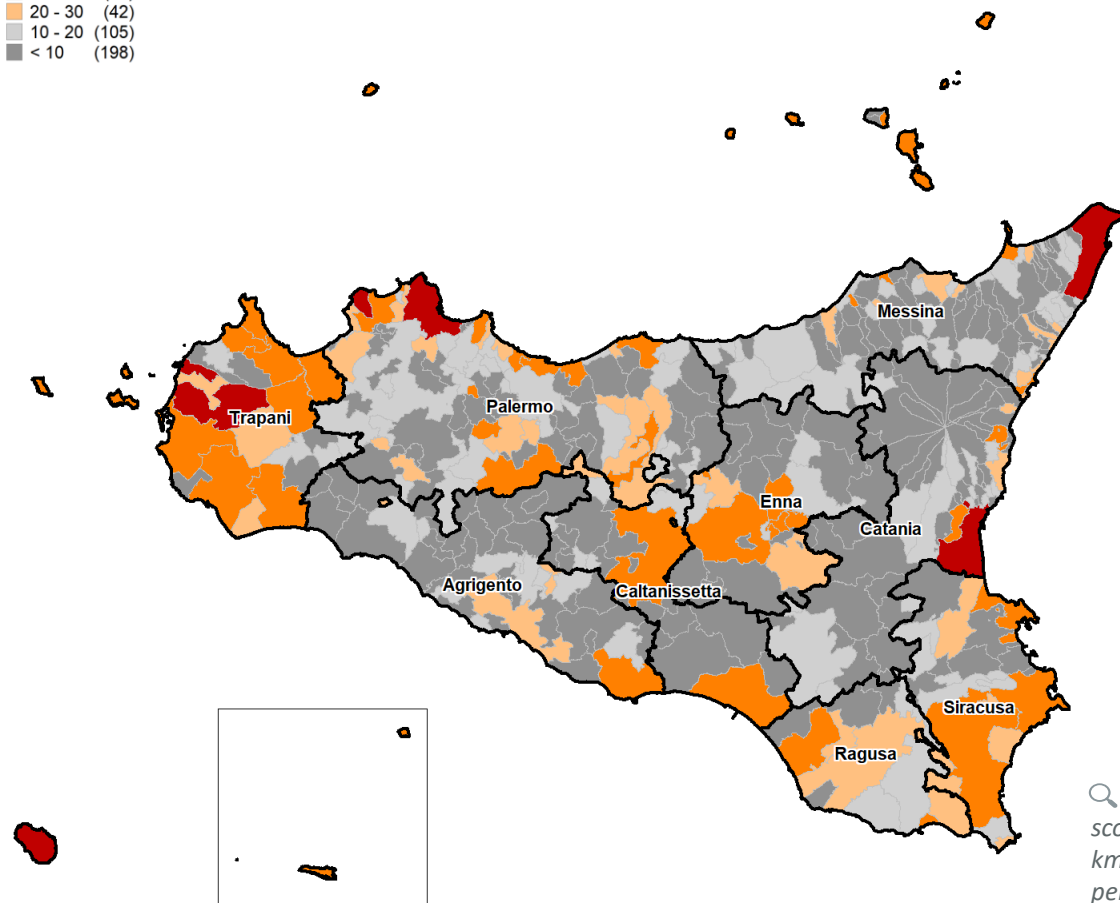 20 - 30 (42)
10 - 20 (105)
< 10 (198)
Messina
Palermo
Trapani
Enna
Catania
Agrigento
Caltanissetta
Siracusa
Ragusa